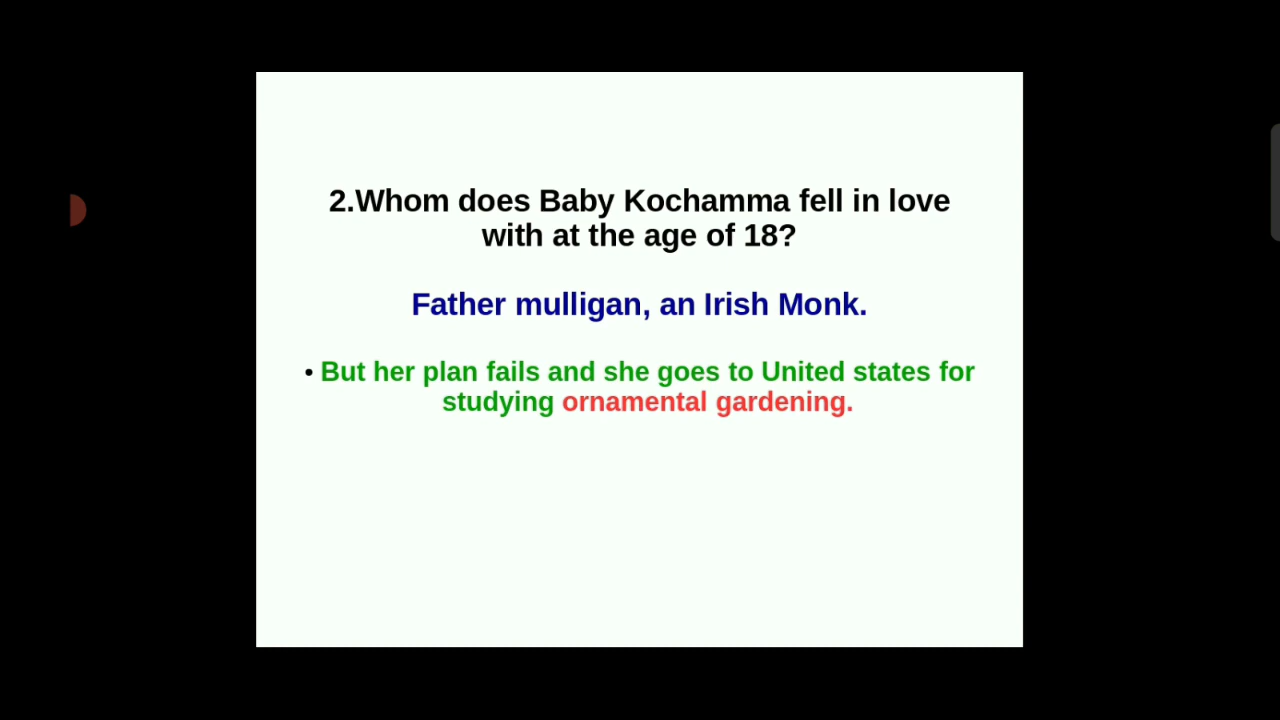 2.Whom does Baby Kochamma fell in love
with at the age of 18?
Father mulligan, an Irish Monk.
• But her plan fails and she goes to United states for
studying ornamental gardening.